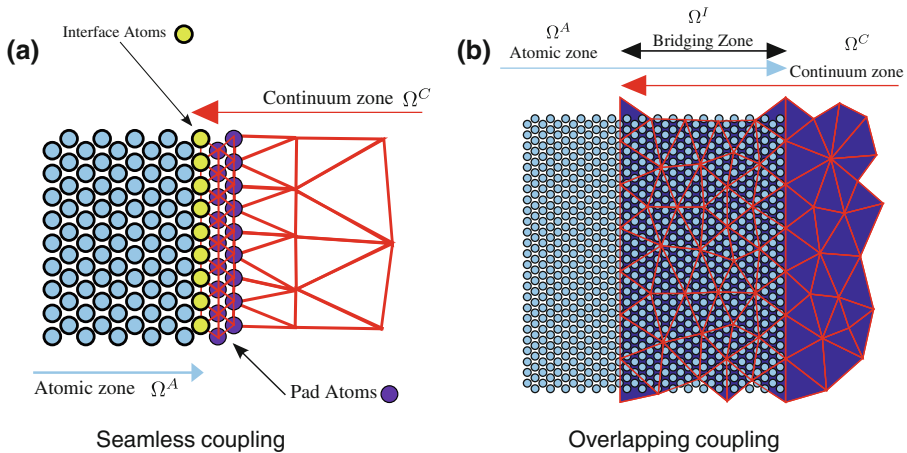 (a)
Interface Atoms
Continuum zone Ω^C
Atomic zone Ω^A
Pad Atoms
Seamless coupling
(b)
Ω^I
Ω^A
Bridging Zone
Ω^C
Atomic zone
Continuum zone
Overlapping coupling